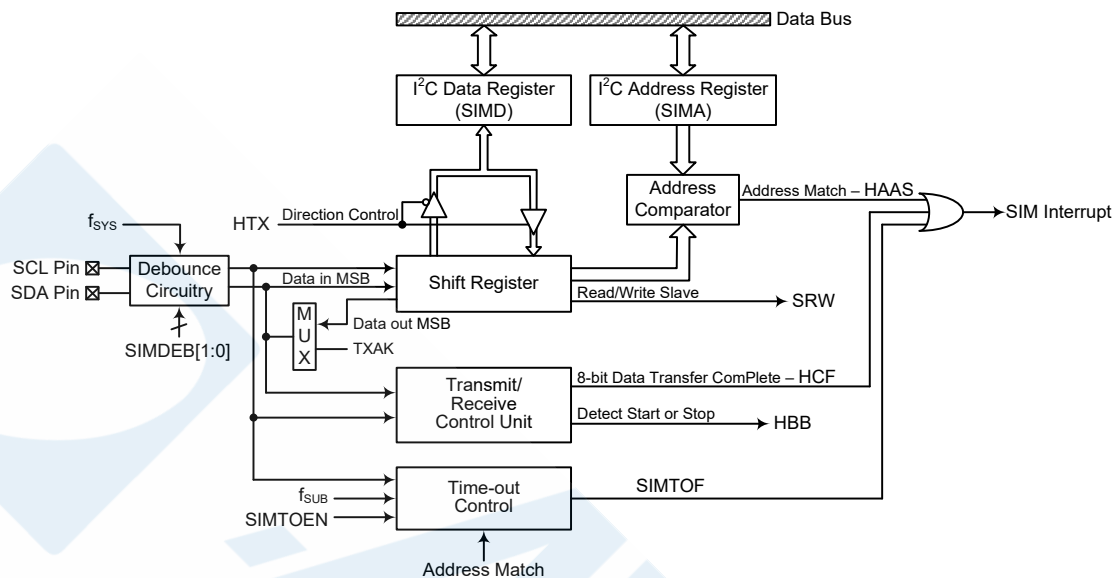 Data Bus
I²C Data Register
(SIMD)
I²C Address Register
(SIMA)
Address
Comparator
Address Match – HAAS
SIM Interrupt
HTX
Direction Control
fSYS
SCL Pin
SDA Pin
Debounce
Circuitry
SIMDEB[1:0]
Data in MSB
Shift Register
Read/Write Slave
SRW
M
U
X
Data out MSB
TXAK
Transmit/
Receive
Control Unit
8-bit Data Transfer ComPlete – HCF
Detect Start or Stop
HBB
fSUB
SIMTOEN
Time-out
Control
SIMTOF
Address Match